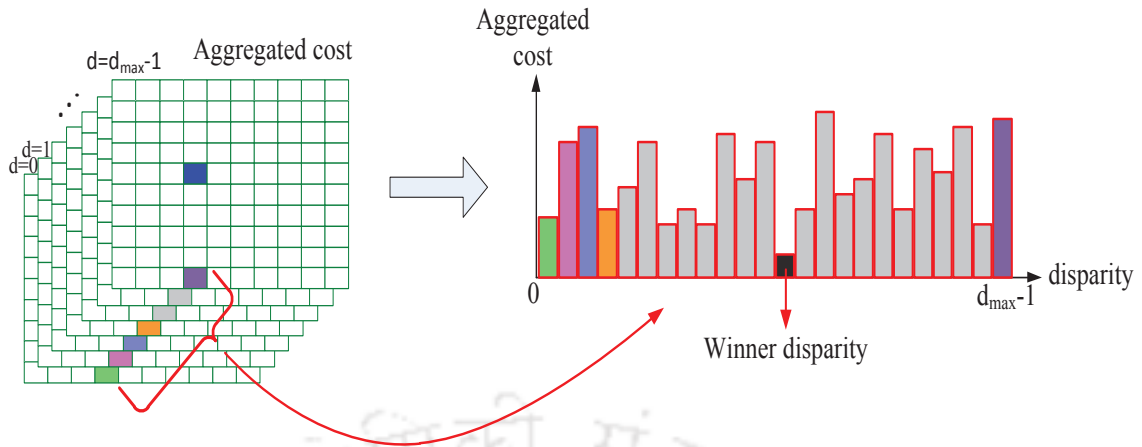 Aggregated cost
d=dmax-1
d=1
d=0
Aggregated
cost
0
dmax-1
disparity
Winner disparity